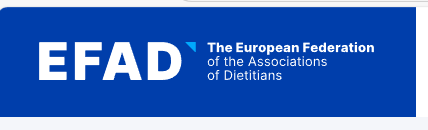 EFAD
The European Federation
of the Associations
of Dietitians